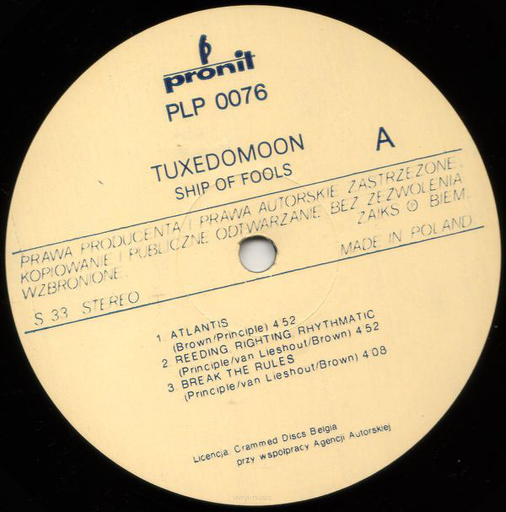 pronit
PLP 0076
TUXEDOMOON
A
SHIP OF FOOLS
PRAWA PRODUCENTA I PRAWA AUTORSKIE ZASTRZEŻONE.
KOPIOWANIE I PUBLICZNE ODTWARZANIE BEZ ZEZWOLENIA
WZBRONIONE. ZAIKS ℗ BIEM.
S 33 STEREO MADE IN POLAND
1 ATLANTIS
(Brown/Principle) 4 52
2 REEDING RIGHTING RHYTHMATIC
(Principle/van Lieshout/Brown) 4 52
3 BREAK THE RULES
(Principle/van Lieshout/Brown) 4 08
Licencja Crammed Discs Belgia
przy współpracy Agencji Autorskiej